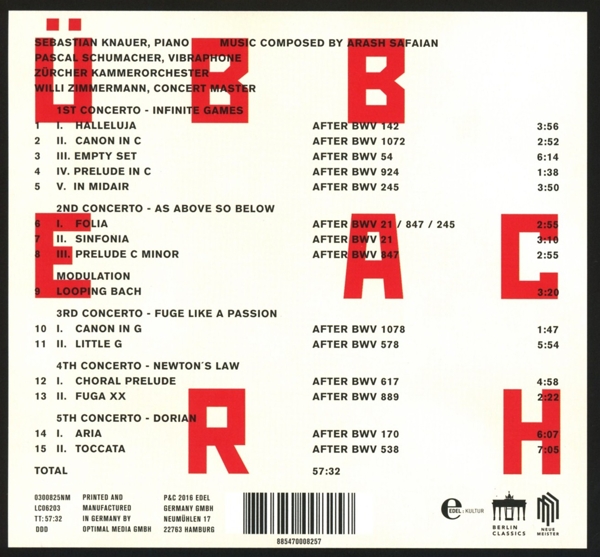 ÜBB
EAC
RH
SEBASTIAN KNAUER, PIANO MUSIC COMPOSED BY ARASH SAFAIAN
PASCAL SCHUMACHER, VIBRAPHONE
ZÜRCHER KAMMERORCHESTER
WILLI ZIMMERMANN, CONCERT MASTER
1ST CONCERTO - INFINITE GAMES
1 I. HALLELUJA AFTER BWV 142 3:56
2 II. CANON IN C AFTER BWV 1072 2:52
3 III. EMPTY SET AFTER BWV 54 6:14
4 IV. PRELUDE IN C AFTER BWV 924 1:38
5 V. IN MIDAIR AFTER BWV 245 3:50
2ND CONCERTO - AS ABOVE SO BELOW
6 I. FOLIA AFTER BWV 21 / 847 / 245 2:55
7 II. SINFONIA AFTER BWV 21 3:10
8 III. PRELUDE C MINOR AFTER BWV 847 2:55
MODULATION
9 LOOPING BACH 3:20
3RD CONCERTO - FUGE LIKE A PASSION
10 I. CANON IN G AFTER BWV 1078 1:47
11 II. LITTLE G AFTER BWV 578 5:54
4TH CONCERTO - NEWTON´S LAW
12 I. CHORAL PRELUDE AFTER BWV 617 4:58
13 II. FUGA XX AFTER BWV 889 2:22
5TH CONCERTO - DORIAN
14 I. ARIA AFTER BWV 170 6:07
15 II. TOCCATA AFTER BWV 538 7:05
TOTAL 57:32
0300825NM PRINTED AND P&C 2016 EDEL
LC06203 MANUFACTURED GERMANY GMBH
TT: 57:32 IN GERMANY BY NEUMÜHLEN 17
DDD OPTIMAL MEDIA GMBH 22763 HAMBURG
885470008257
e EDEL:KULTUR
BERLIN
CLASSICS
NEUE
MEISTER